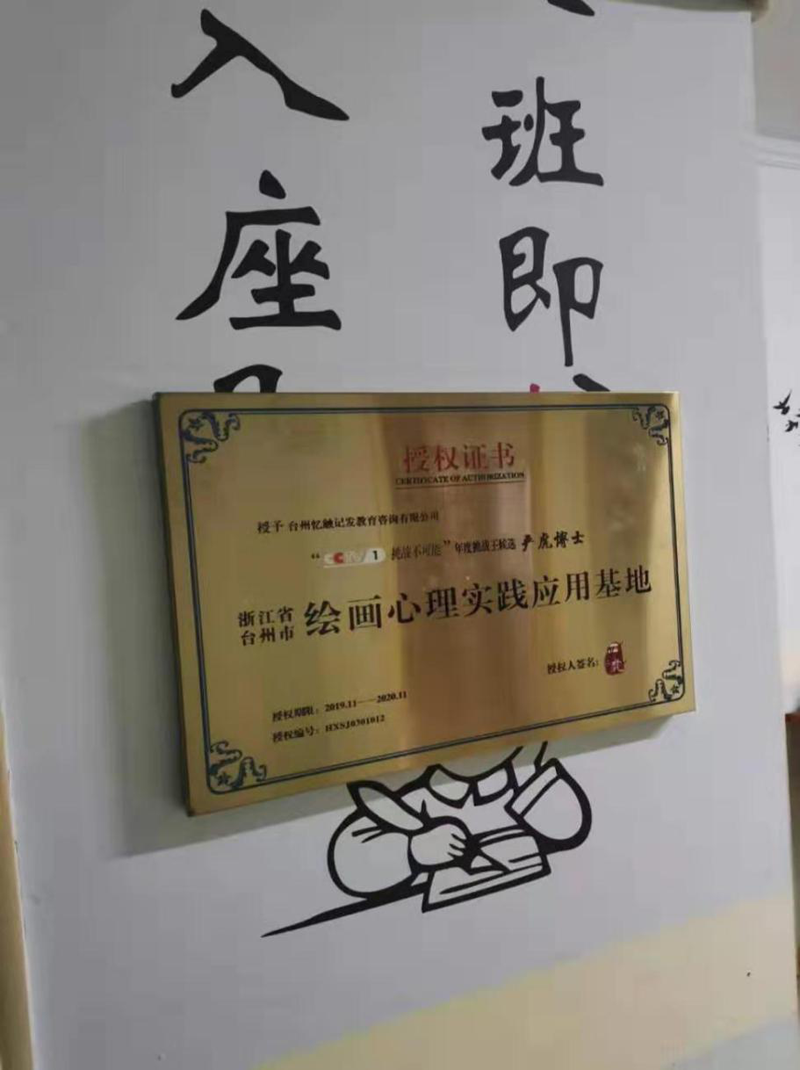 入座
班即
授权证书
CERTIFICATE OF AUTHORIZATION
授予 台州忆触记发教育咨询有限公司
“CCTV1 挑战不可能”年度挑战王候选 严虎博士
浙江省
台州市
绘画心理实践应用基地
授权人签名:
授权期限：2019.11——2020.11
授权编号：HXSJ0301012